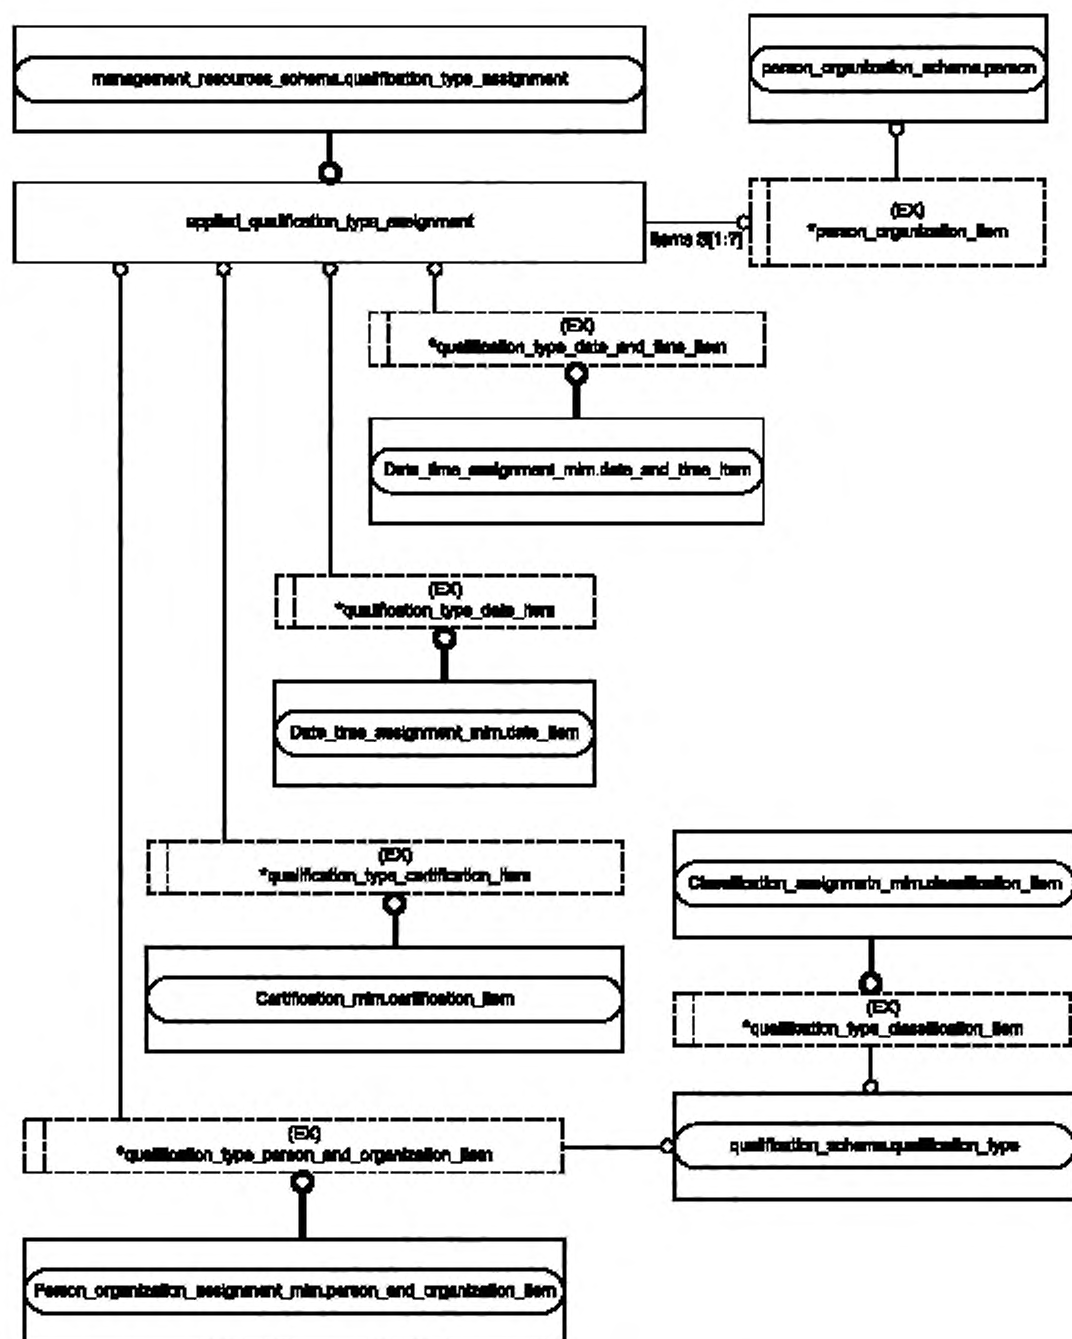 management_resources_schema.qualification_type_assignment
person_organization_schema.person
applied_qualification_type_assignment
items S[1:?]
(EX)
*person_organization_item
(EX)
*qualification_type_date_and_time_item
Date_time_assignment_mim.date_and_time_item
(EX)
*qualification_type_date_item
Date_time_assignment_mim.date_item
(EX)
*qualification_type_certification_item
Classification_assignmetn_mim.classification_item
Certification_mim.certification_item
(EX)
*qualification_type_classification_item
(EX)
*qualification_type_person_and_organization_item
qualification_schema.qualification_type
Person_organization_assignment_mim.person_and_organization_item